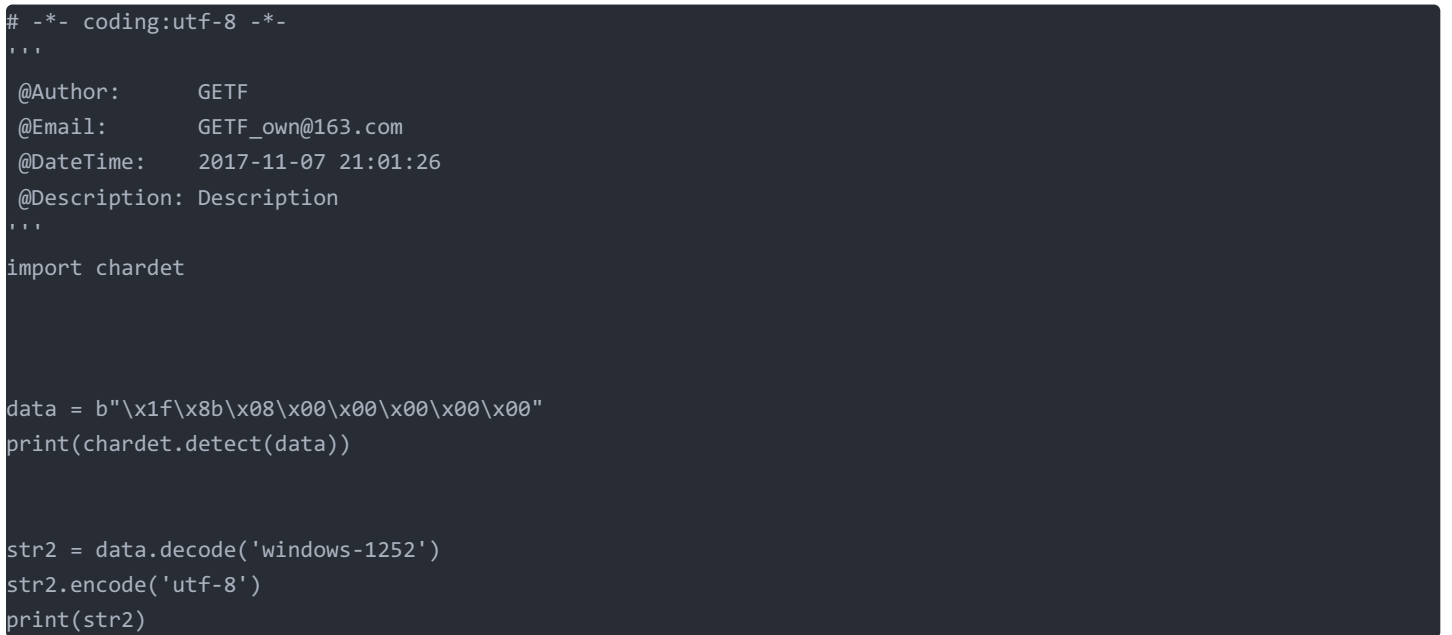 # -*- coding:utf-8 -*-
'''
@Author:      GETF
@Email:       GETF_own@163.com
@DateTime:    2017-11-07 21:01:26
@Description: Description
'''
import chardet
data = b"\x1f\x8b\x08\x00\x00\x00\x00\x00"
print(chardet.detect(data))
str2 = data.decode('windows-1252')
str2.encode('utf-8')
print(str2)